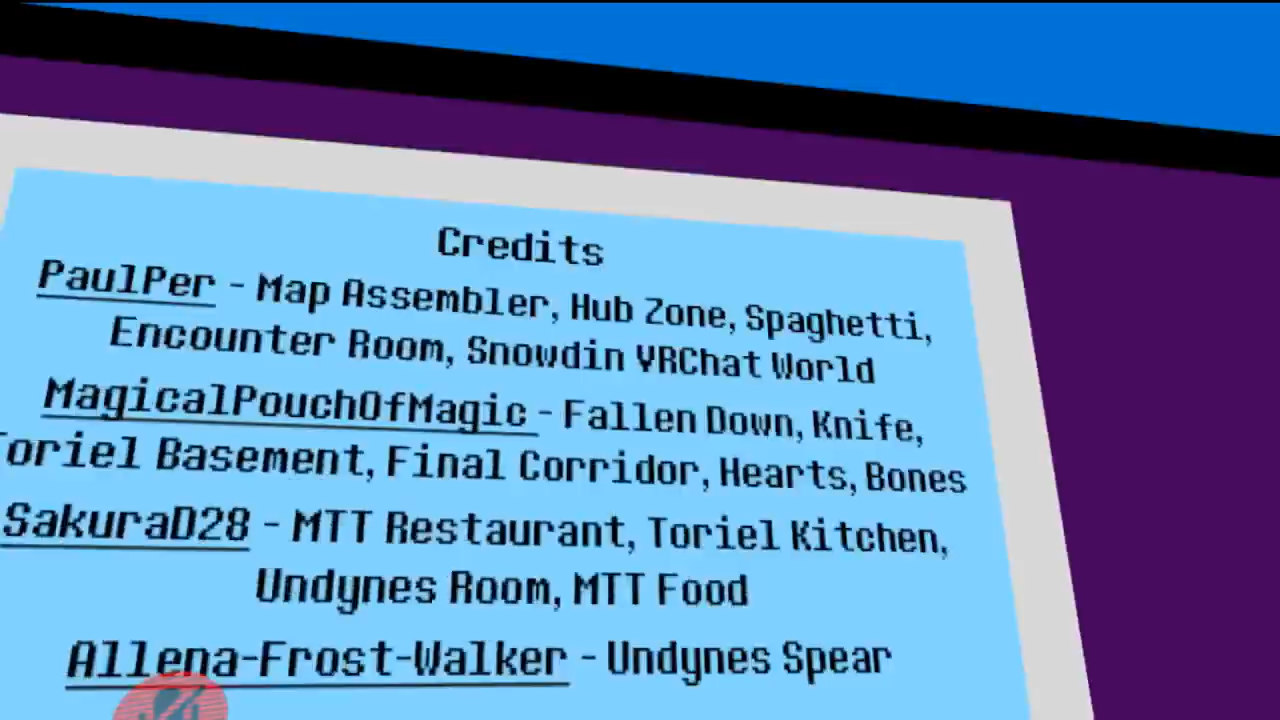 Credits
PaulPer - Map Assembler, Hub Zone, Spaghetti,
Encounter Room, Snowdin VRChat World
MagicalPouchOfMagic - Fallen Down, Knife,
Toriel Basement, Final Corridor, Hearts, Bones
SakuraD28 - MTT Restaurant, Toriel Kitchen,
Undynes Room, MTT Food
Allena-Frost-Walker - Undynes Spear